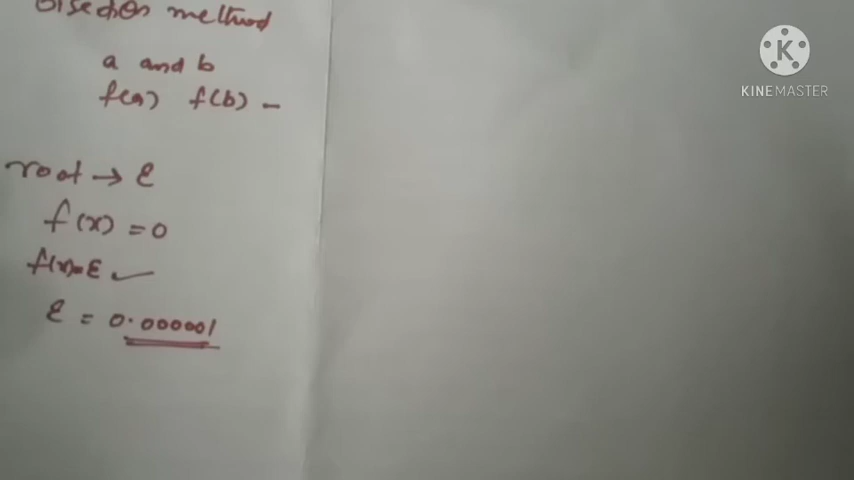 Bisection method
a and b
f(a) f(b) -
root → ε
f(x) = 0
f(x)=ε ✓
ε = 0.000001
KINEMASTER